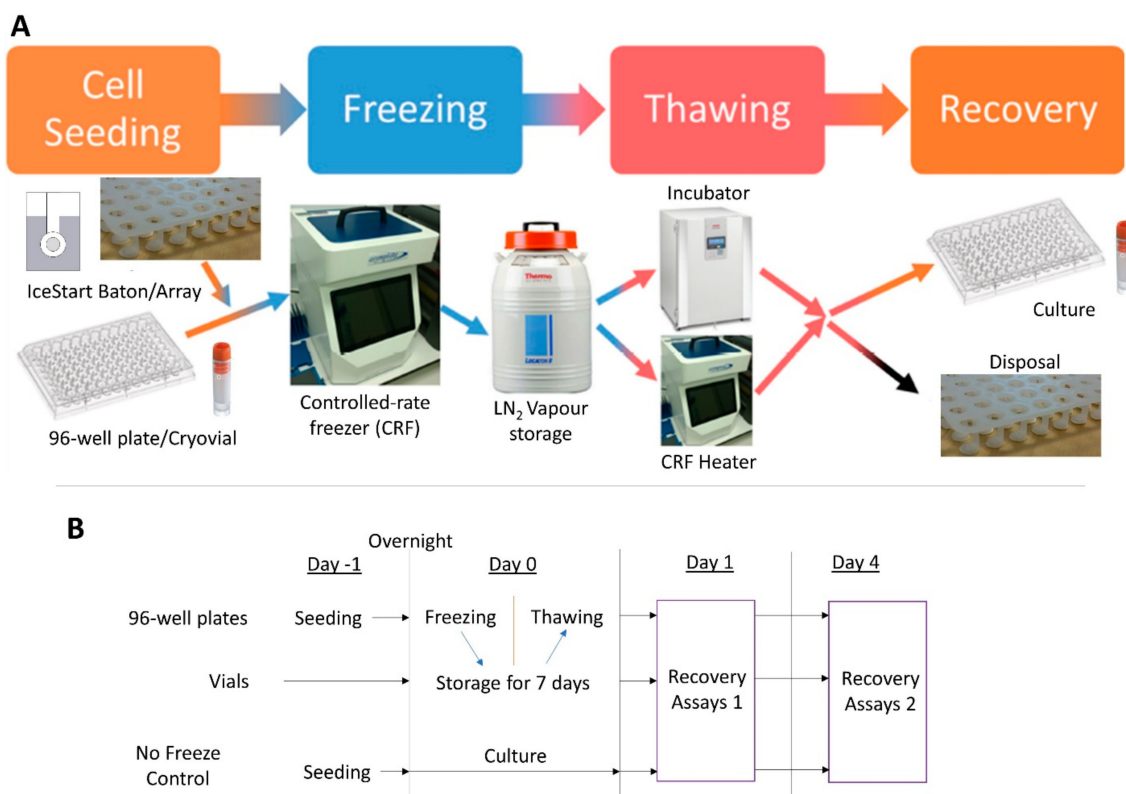 A
Cell
Seeding
Freezing
Thawing
Recovery
IceStart Baton/Array
96-well plate/Cryovial
Controlled-rate
freezer (CRF)
Thermo
LOCATOR
LN₂ Vapour
storage
Incubator
CRF Heater
Culture
Disposal
B
Overnight
Day -1
Day 0
Day 1
Day 4
96-well plates
Seeding
Freezing
Thawing
Vials
Storage for 7 days
Recovery
Assays 1
Recovery
Assays 2
No Freeze
Control
Seeding
Culture